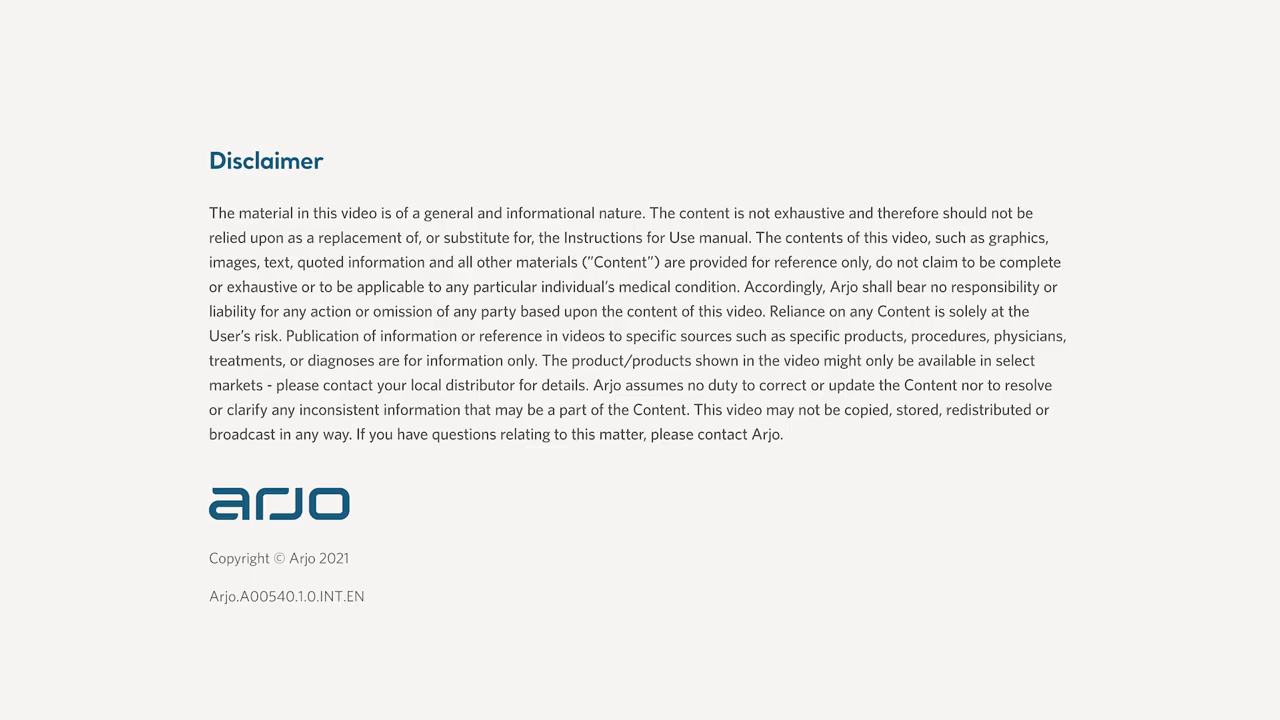 Disclaimer
The material in this video is of a general and informational nature. The content is not exhaustive and therefore should not be
relied upon as a replacement of, or substitute for, the Instructions for Use manual. The contents of this video, such as graphics,
images, text, quoted information and all other materials (”Content”) are provided for reference only, do not claim to be complete
or exhaustive or to be applicable to any particular individual’s medical condition. Accordingly, Arjo shall bear no responsibility or
liability for any action or omission of any party based upon the content of this video. Reliance on any Content is solely at the
User’s risk. Publication of information or reference in videos to specific sources such as specific products, procedures, physicians,
treatments, or diagnoses are for information only. The product/products shown in the video might only be available in select
markets - please contact your local distributor for details. Arjo assumes no duty to correct or update the Content nor to resolve
or clarify any inconsistent information that may be a part of the Content. This video may not be copied, stored, redistributed or
broadcast in any way. If you have questions relating to this matter, please contact Arjo.
arjo
Copyright © Arjo 2021
Arjo.A00540.1.0.INT.EN